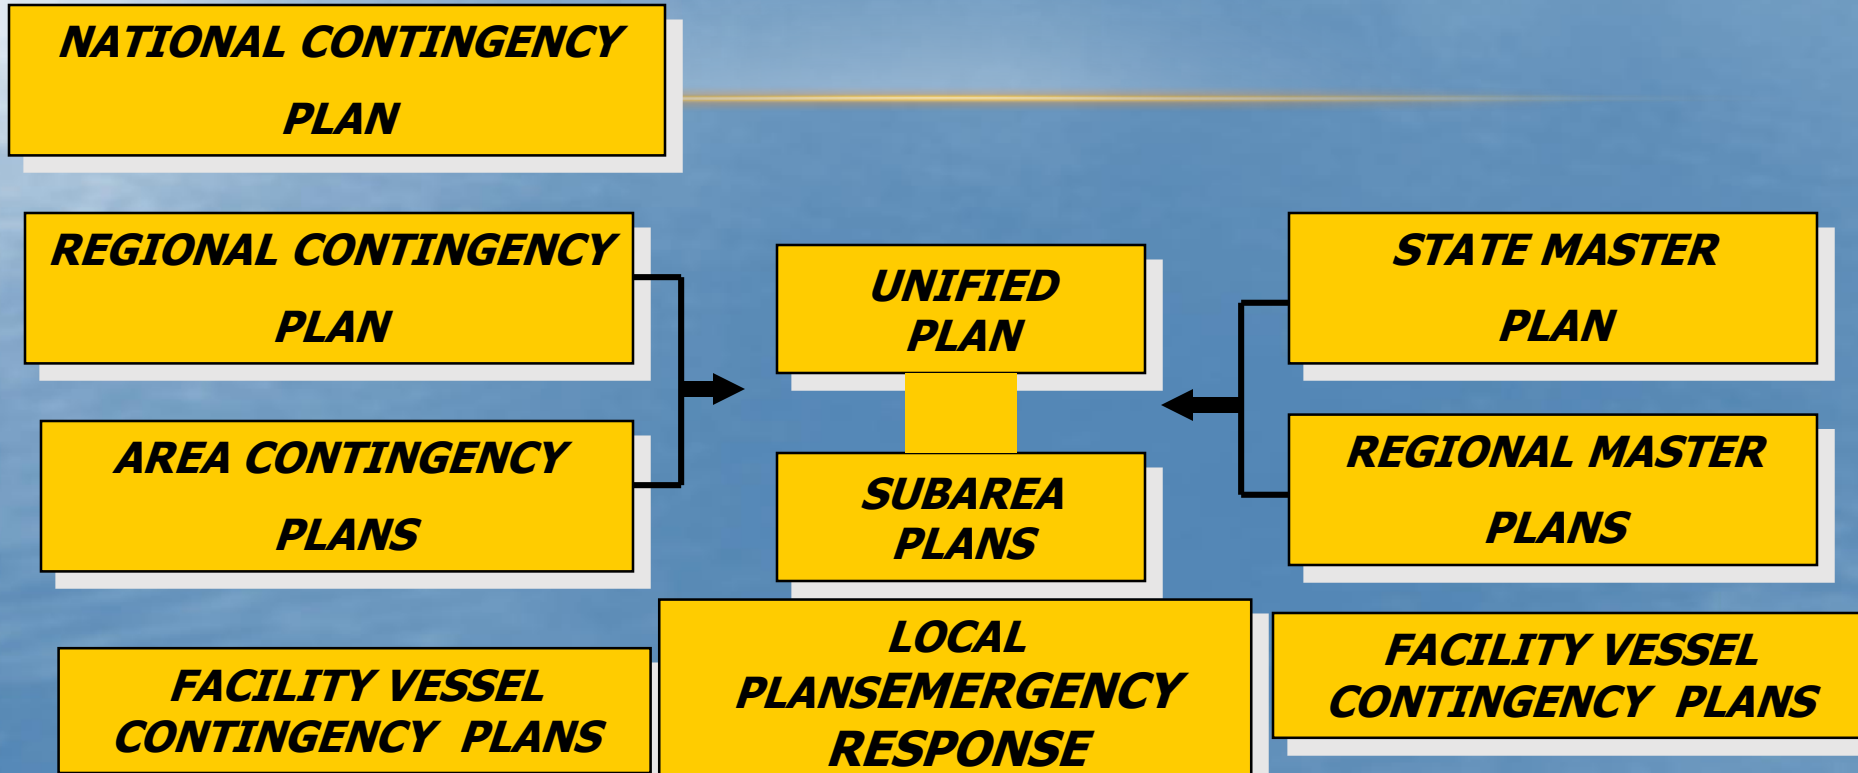 NATIONAL CONTINGENCY
PLAN
REGIONAL CONTINGENCY
PLAN
AREA CONTINGENCY
PLANS
FACILITY VESSEL
CONTINGENCY PLANS
UNIFIED
PLAN
SUBAREA
PLANS
LOCAL
PLANSEMERGENCY
RESPONSE
STATE MASTER
PLAN
REGIONAL MASTER
PLANS
FACILITY VESSEL
CONTINGENCY PLANS